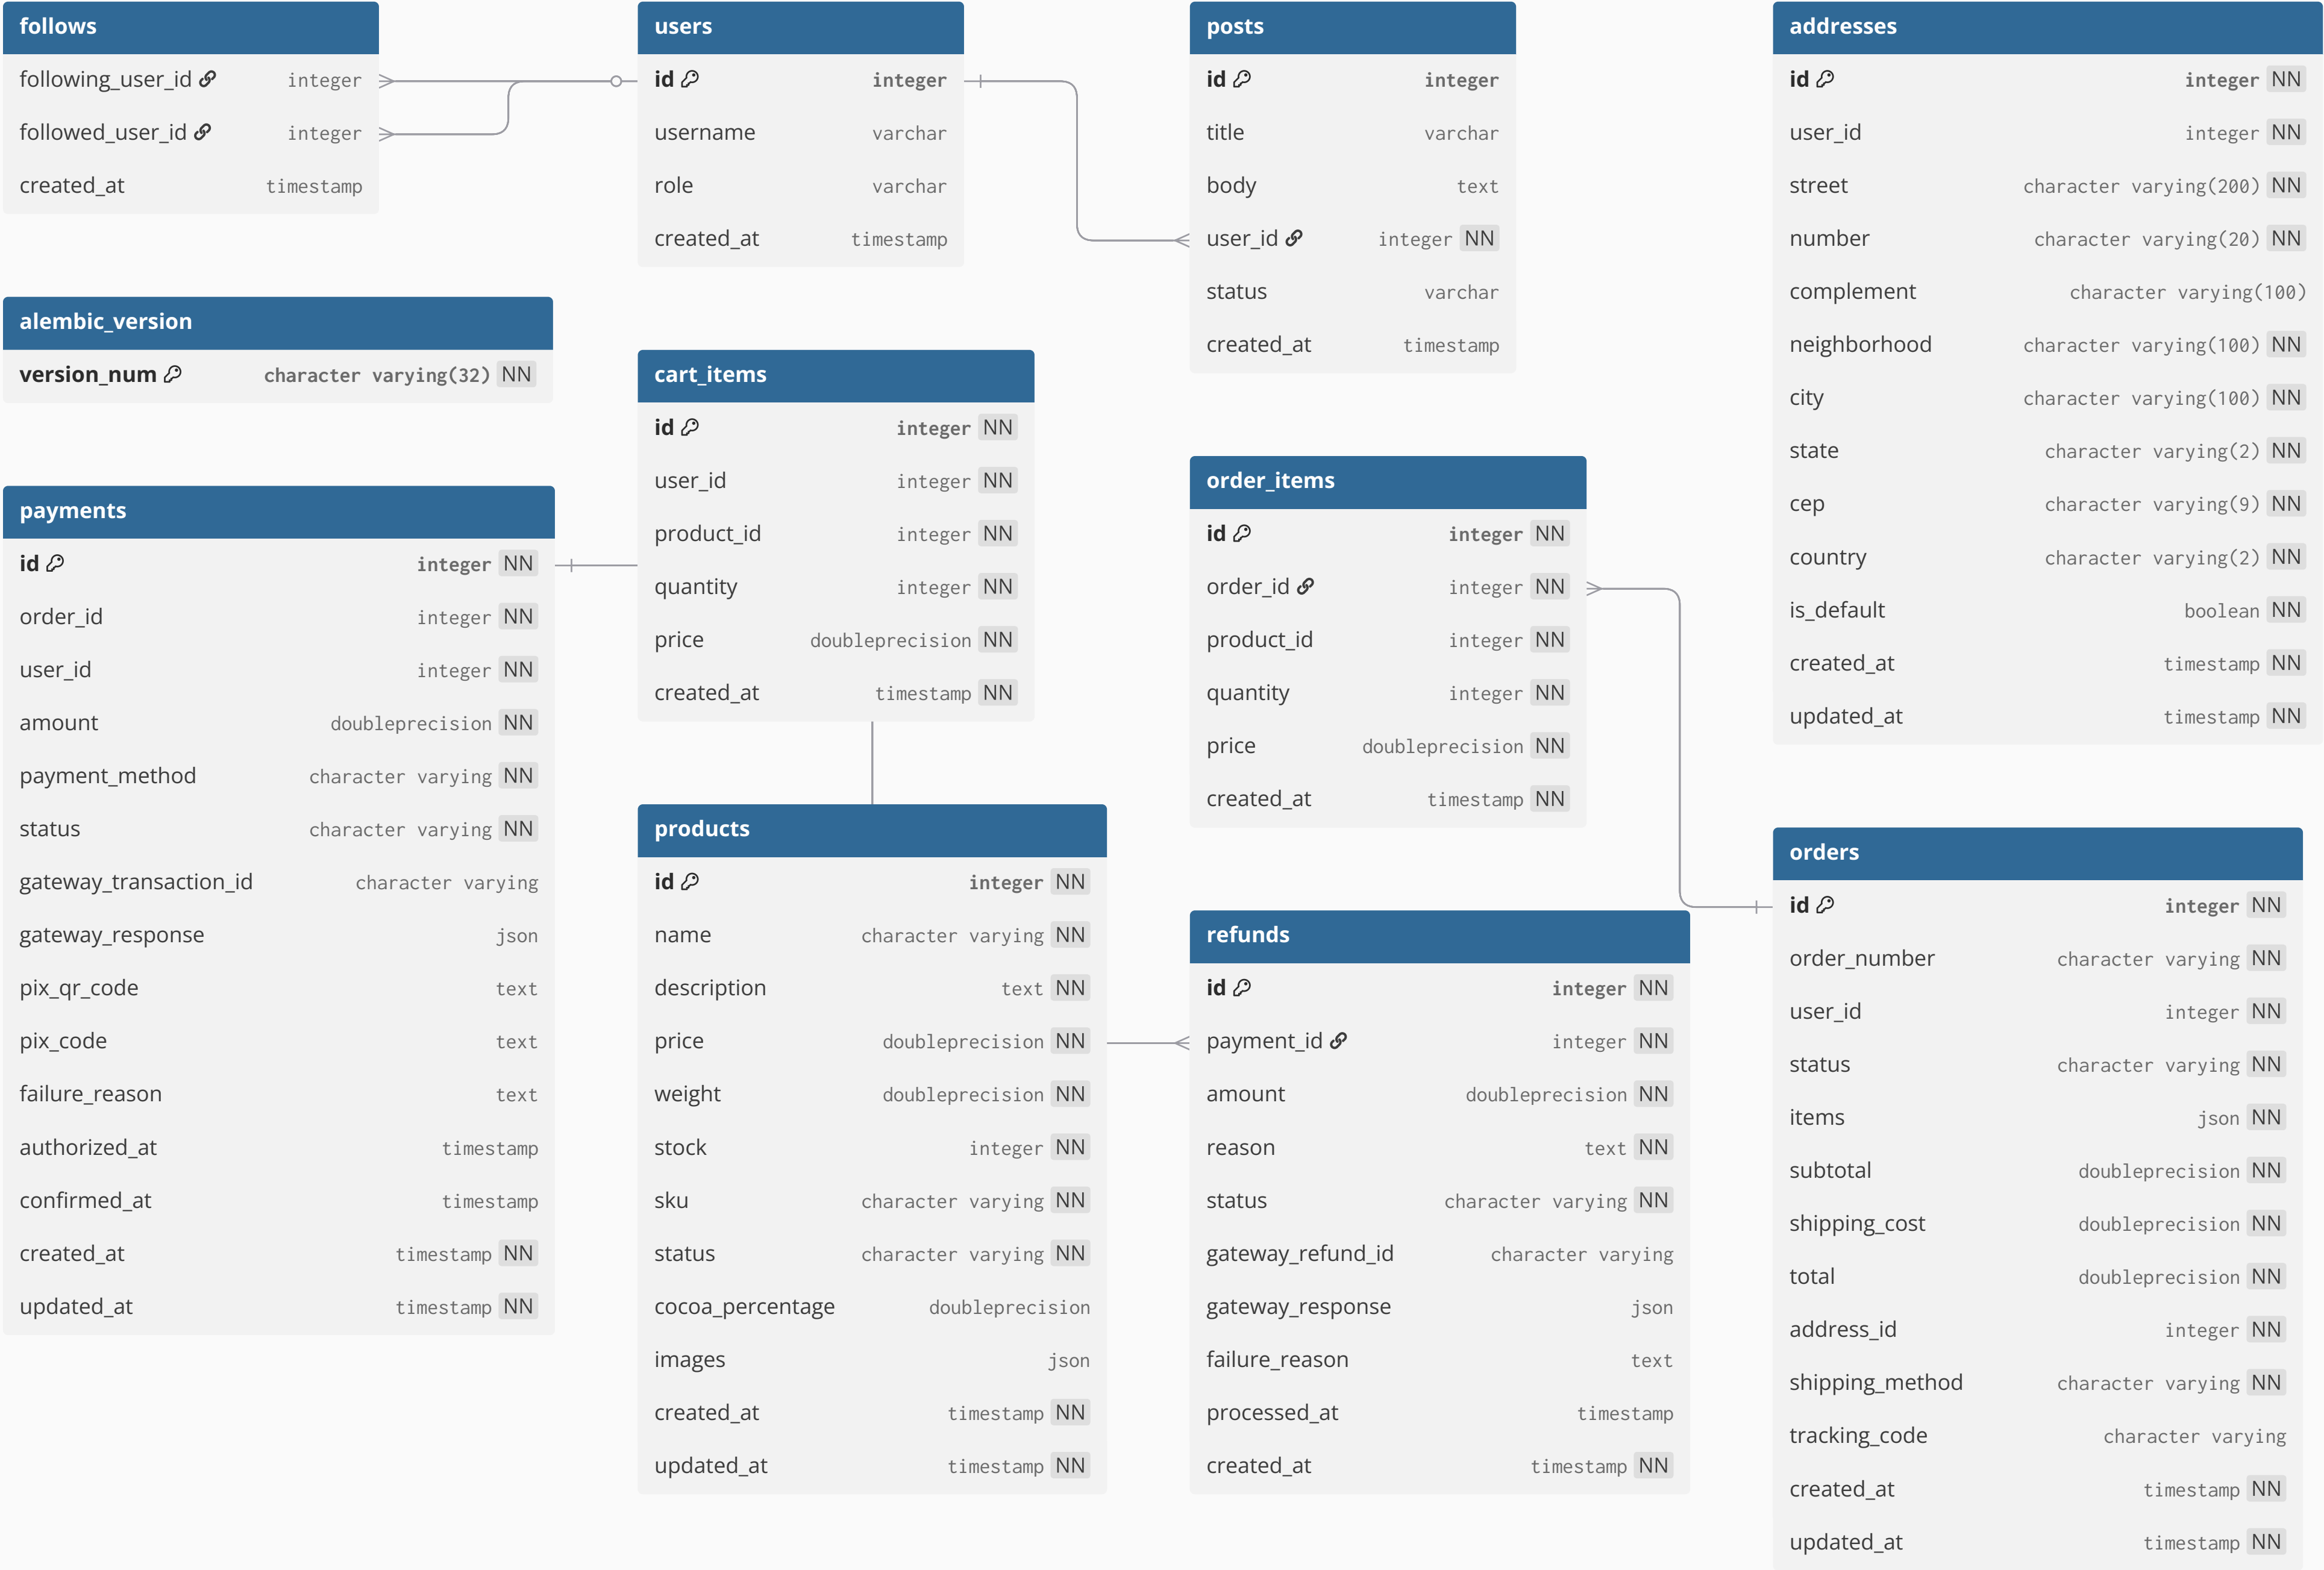 follows
following_user_id integer
followed_user_id integer
created_at timestamp
users
id integer
username varchar
role varchar
created_at timestamp
posts
id integer
title varchar
body text
user_id integer NN
status varchar
created_at timestamp
addresses
id integer NN
user_id integer NN
street character varying(200) NN
number character varying(20) NN
complement character varying(100)
neighborhood character varying(100) NN
city character varying(100) NN
state character varying(2) NN
cep character varying(9) NN
country character varying(2) NN
is_default boolean NN
created_at timestamp NN
updated_at timestamp NN
alembic_version
version_num character varying(32) NN
cart_items
id integer NN
user_id integer NN
product_id integer NN
quantity integer NN
price doubleprecision NN
created_at timestamp NN
order_items
id integer NN
order_id integer NN
product_id integer NN
quantity integer NN
price doubleprecision NN
created_at timestamp NN
payments
id integer NN
order_id integer NN
user_id integer NN
amount doubleprecision NN
payment_method character varying NN
status character varying NN
gateway_transaction_id character varying
gateway_response json
pix_qr_code text
pix_code text
failure_reason text
authorized_at timestamp
confirmed_at timestamp
created_at timestamp NN
updated_at timestamp NN
products
id integer NN
name character varying NN
description text NN
price doubleprecision NN
weight doubleprecision NN
stock integer NN
sku character varying NN
status character varying NN
cocoa_percentage doubleprecision
images json
created_at timestamp NN
updated_at timestamp NN
refunds
id integer NN
payment_id integer NN
amount doubleprecision NN
reason text NN
status character varying NN
gateway_refund_id character varying
gateway_response json
failure_reason text
processed_at timestamp
created_at timestamp NN
orders
id integer NN
order_number character varying NN
user_id integer NN
status character varying NN
items json NN
subtotal doubleprecision NN
shipping_cost doubleprecision NN
total doubleprecision NN
address_id integer NN
shipping_method character varying NN
tracking_code character varying
created_at timestamp NN
updated_at timestamp NN